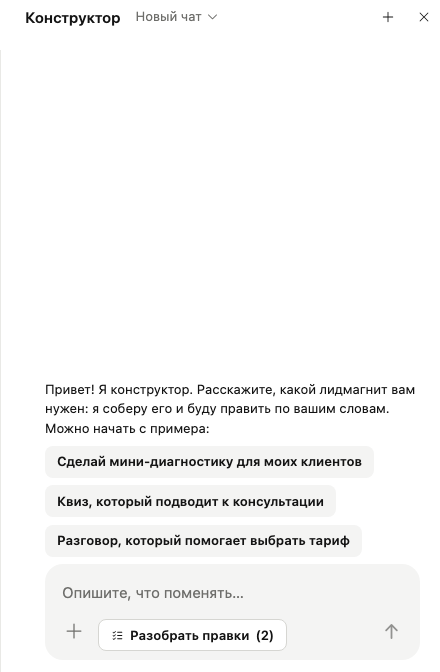 Конструктор Новый чат
Привет! Я конструктор. Расскажите, какой лидмагнит вам
нужен: я соберу его и буду править по вашим словам.
Можно начать с примера:
Сделай мини-диагностику для моих клиентов
Квиз, который подводит к консультации
Разговор, который помогает выбрать тариф
Опишите, что поменять...
Разобрать правки (2)